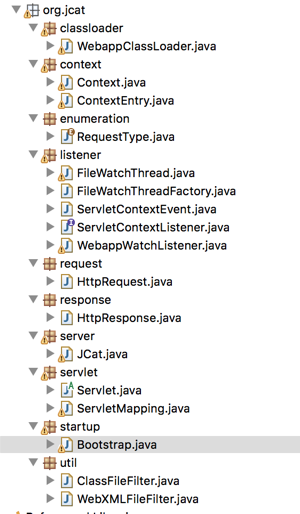 org.jcat
classloader
WebappClassLoader.java
context
Context.java
ContextEntry.java
enumeration
RequestType.java
listener
FileWatchThread.java
FileWatchThreadFactory.java
ServletContextEvent.java
ServletContextListener.java
WebappWatchListener.java
request
HttpRequest.java
response
HttpResponse.java
server
JCat.java
servlet
Servlet.java
ServletMapping.java
startup
Bootstrap.java
util
ClassFileFilter.java
WebXMLFileFilter.java